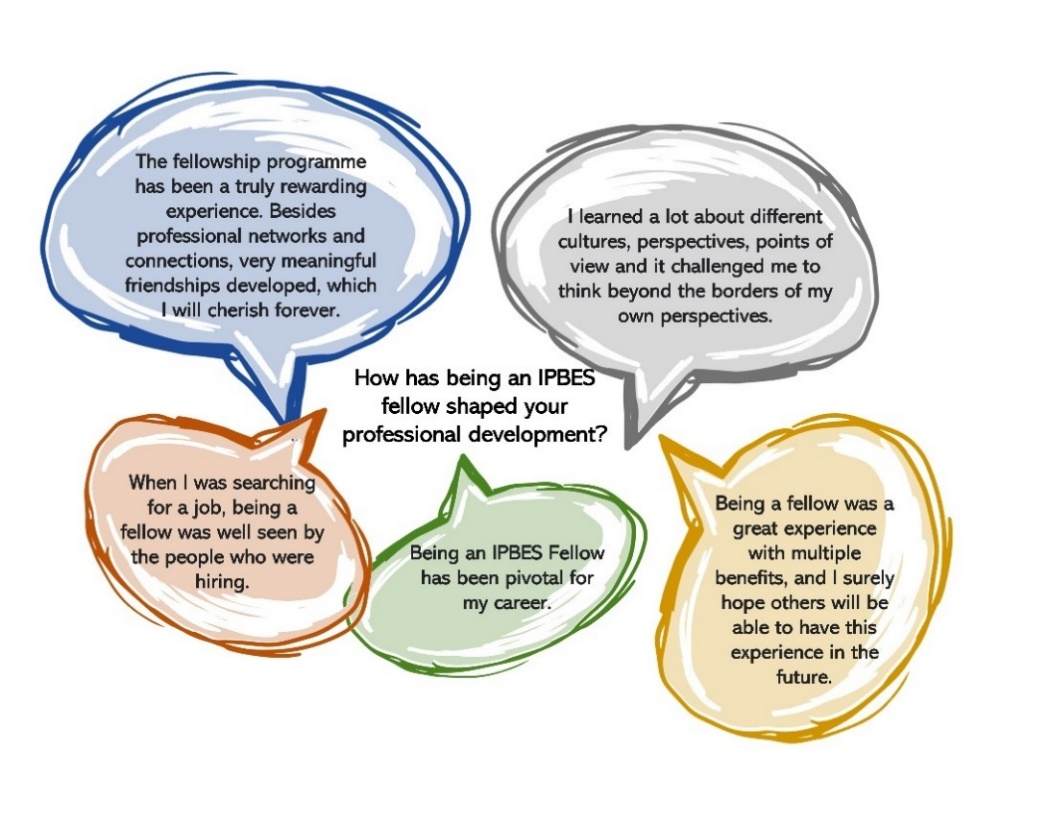 The fellowship programme
has been a truly rewarding
experience. Besides
professional networks and
connections, very meaningful
friendships developed, which
I will cherish forever.
I learned a lot about different
cultures, perspectives, points of
view and it challenged me to
think beyond the borders of my
own perspectives.
How has being an IPBES
fellow shaped your
professional development?
When I was searching
for a job, being a
fellow was well seen by
the people who were
hiring.
Being an IPBES Fellow
has been pivotal for
my career.
Being a fellow was a
great experience
with multiple
benefits, and I surely
hope others will be
able to have this
experience in the
future.